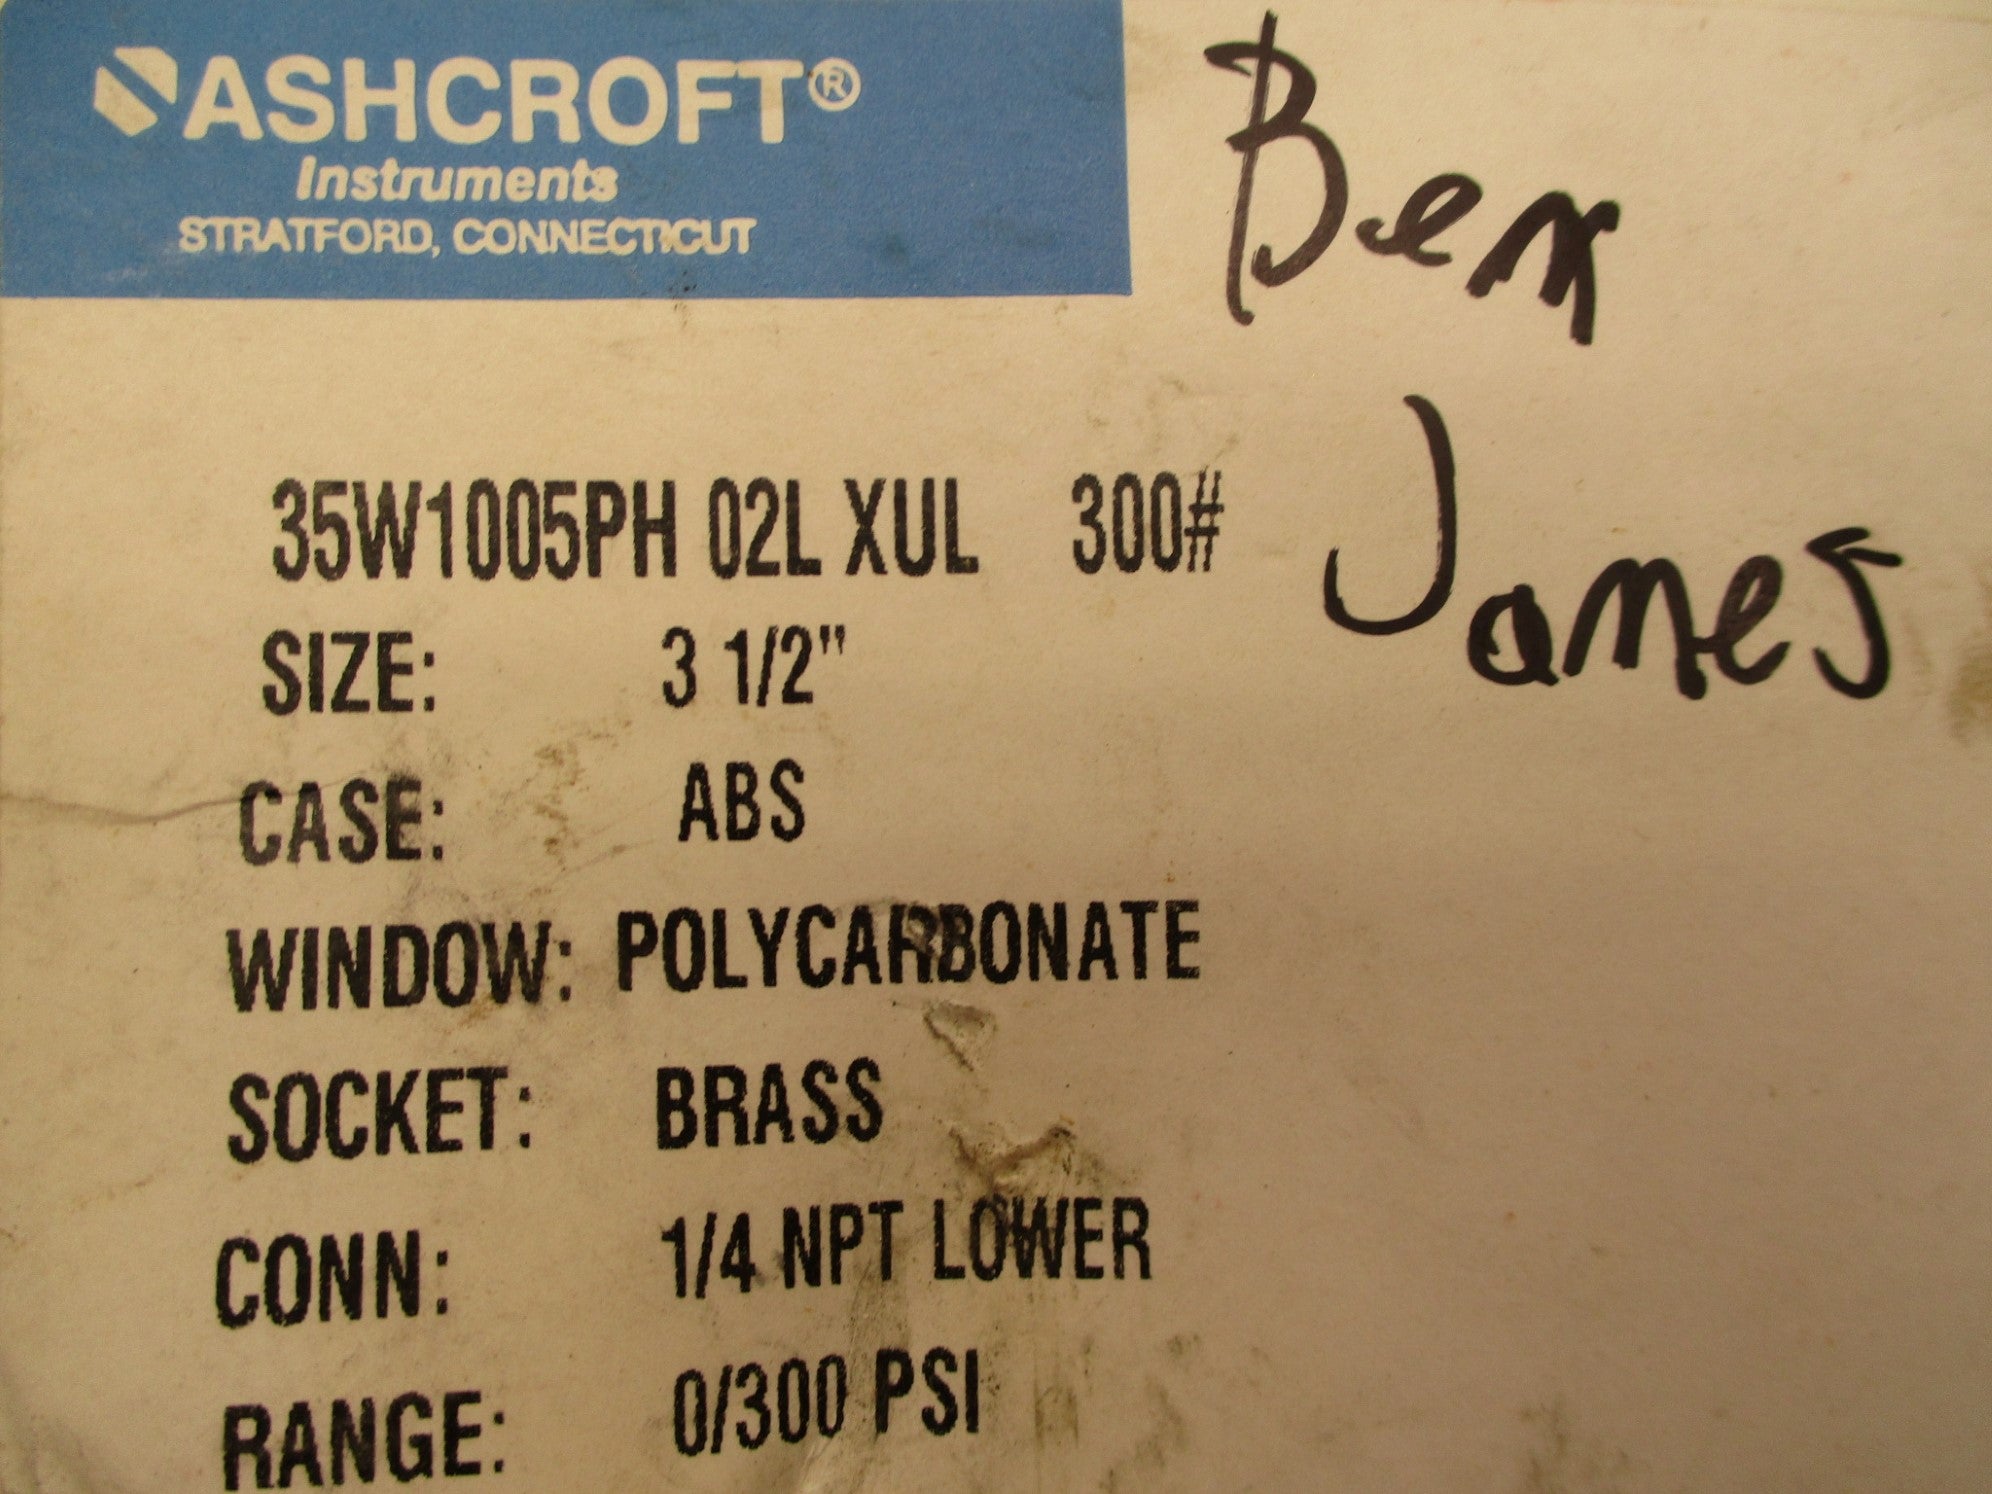 ASHCROFT®
Instruments
STRATFORD, CONNECTICUT
Ben
Jones
35W1005PH 02L XUL 300#
SIZE: 3 1/2"
CASE: ABS
WINDOW: POLYCARBONATE
SOCKET: BRASS
CONN: 1/4 NPT LOWER
RANGE: 0/300 PSI